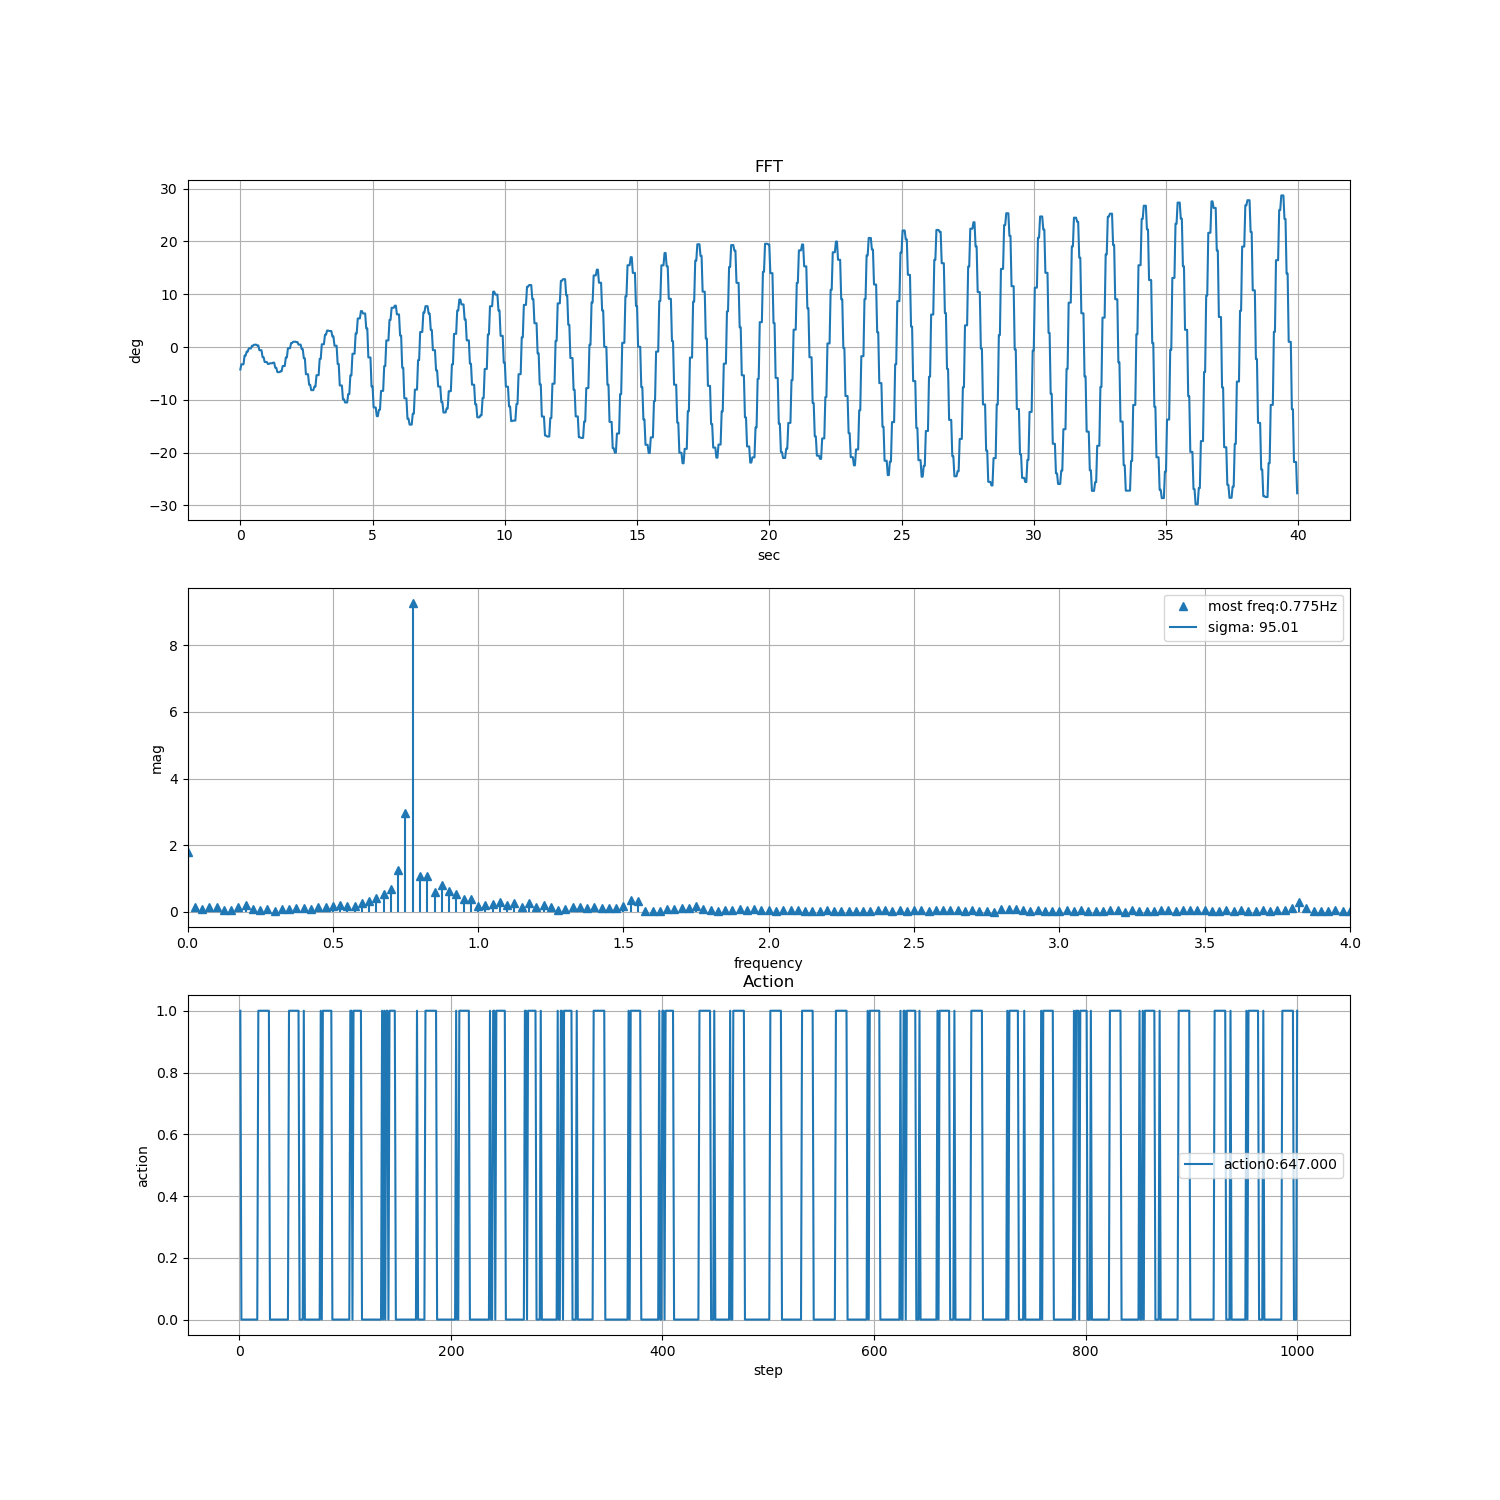 FFT
30
20
10
0
−10
−20
−30
deg
0 5 10 15 20 25 30 35 40
sec
most freq:0.775Hz
sigma: 95.01
8
6
4
2
0
mag
0.0 0.5 1.0 1.5 2.0 2.5 3.0 3.5 4.0
frequency
Action
1.0
0.8
0.6
0.4
0.2
0.0
action
action0:647.000
0 200 400 600 800 1000
step